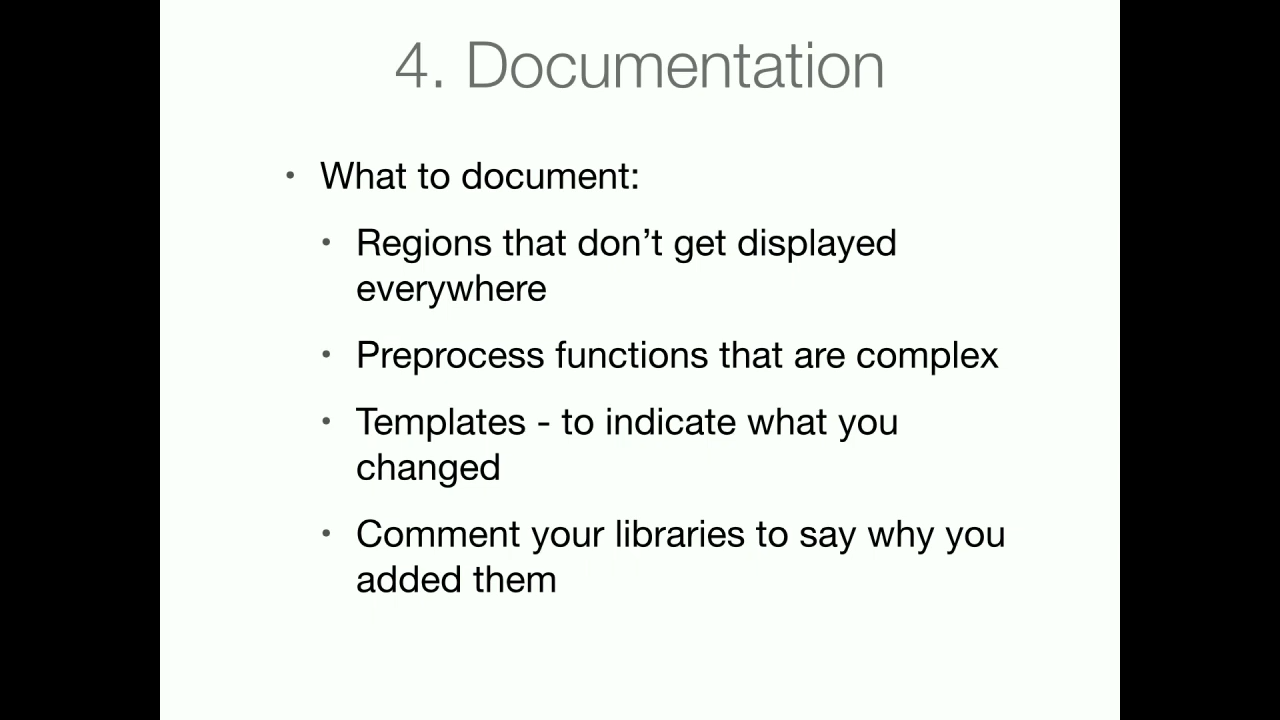 4. Documentation
• What to document:
• Regions that don’t get displayed
everywhere
• Preprocess functions that are complex
• Templates - to indicate what you
changed
• Comment your libraries to say why you
added them